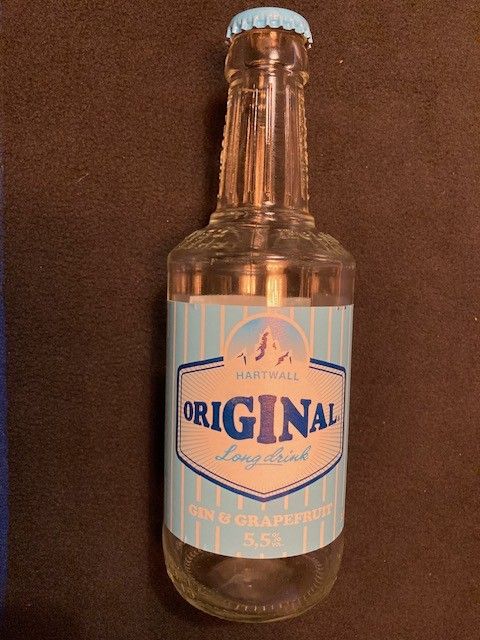 HARTWALL
ORIGINAL
Long drink
GIN & GRAPEFRUIT
5,5%